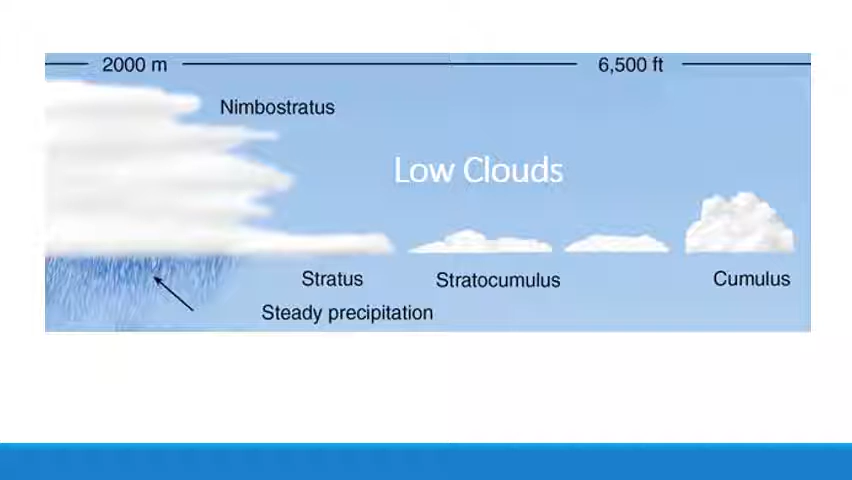 2000 m 6,500 ft
Nimbostratus
Low Clouds
Stratus Stratocumulus Cumulus
Steady precipitation